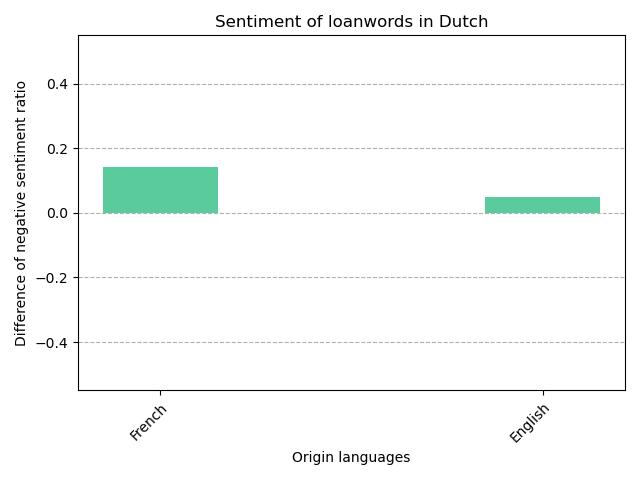 Sentiment of loanwords in Dutch
Difference of negative sentiment ratio
0.4
0.2
0.0
−0.2
−0.4
French
English
Origin languages